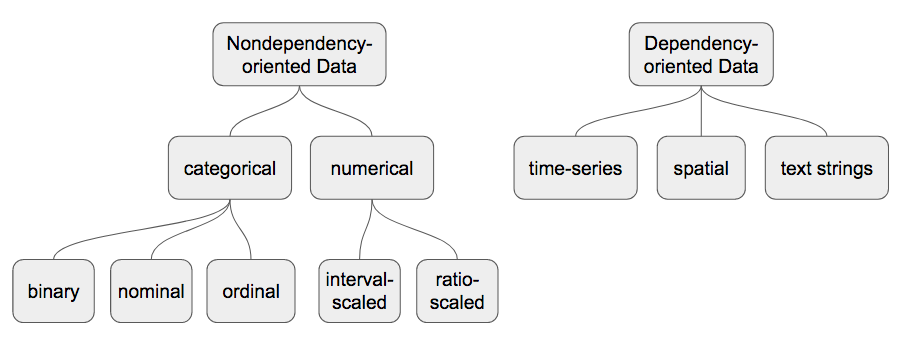 Nondependency-
oriented Data
Dependency-
oriented Data
categorical
numerical
time-series
spatial
text strings
binary
nominal
ordinal
interval-
scaled
ratio-
scaled